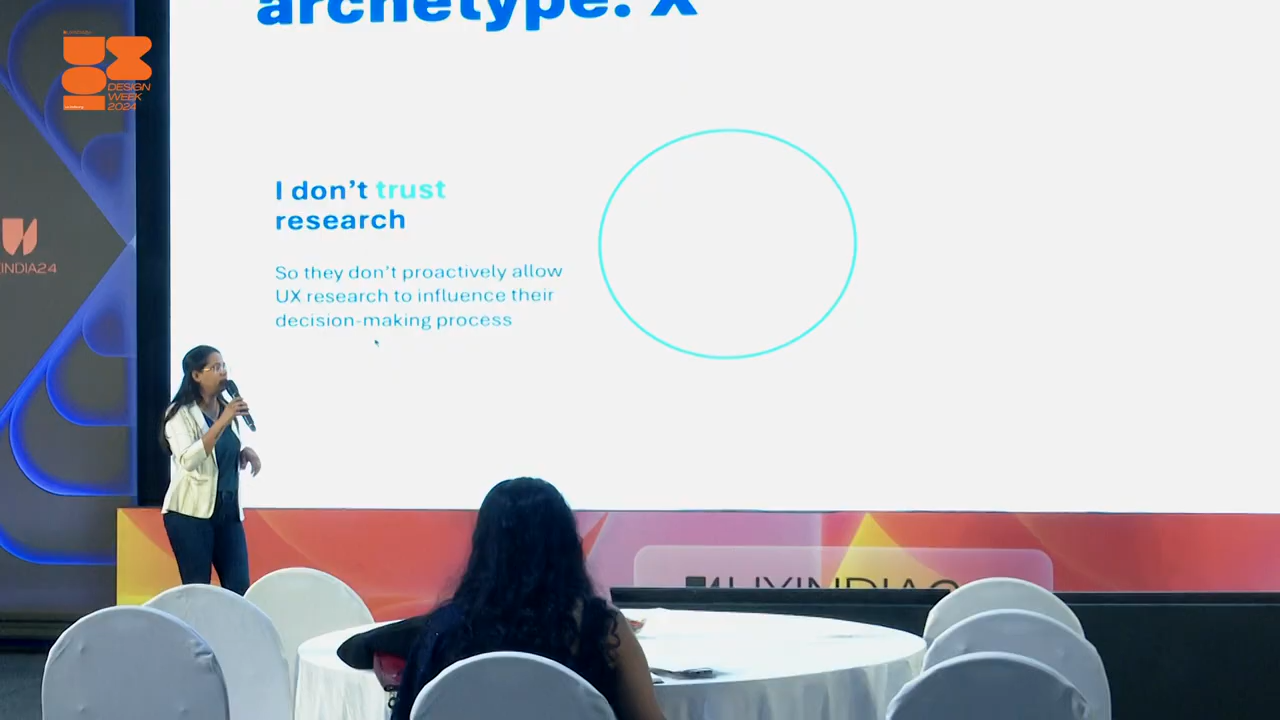 archetype: X
DESIGN
WEEK
2024
I don't trust
research
So they don't proactively allow
UX research to influence their
decision-making process
INDIA24